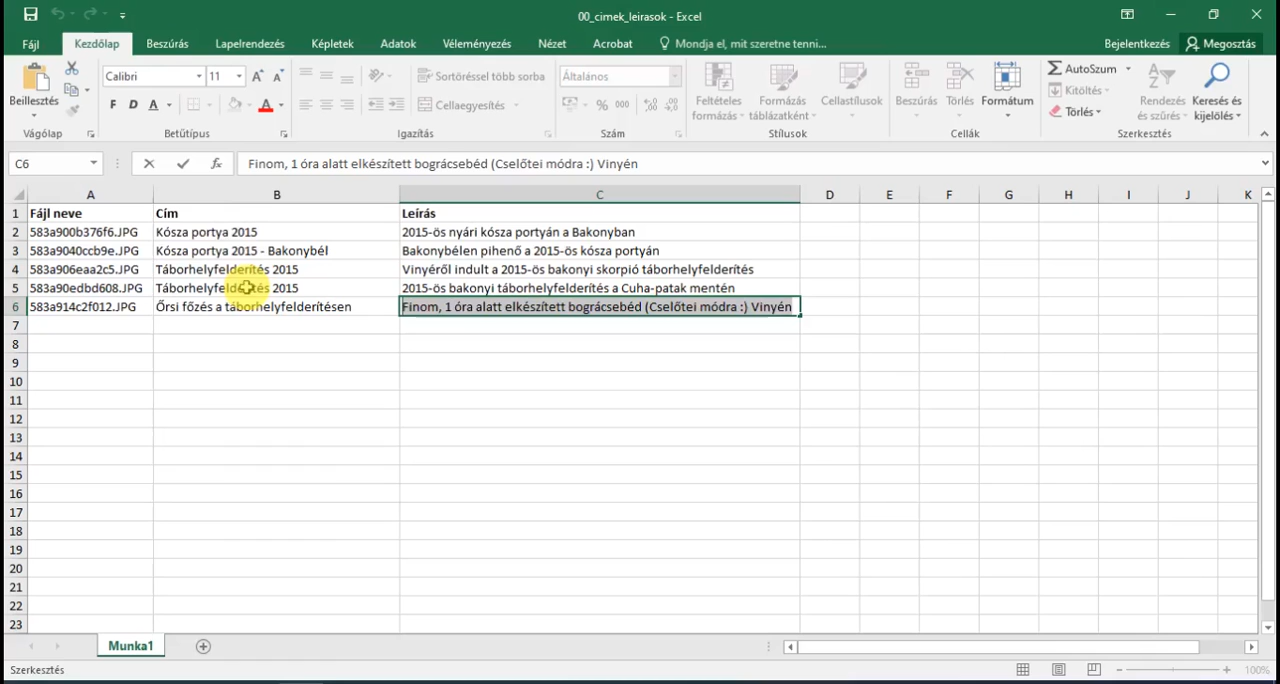 00_cimek_leirasok - Excel
Fájl Kezdőlap Beszúrás Lapelrendezés Képletek Adatok Véleményezés Nézet Acrobat Mondja el, mit szeretne tenni... Bejelentkezés Megosztás
Beillesztés
Vágólap
Calibri 11
F D A A
Betűtípus
Sortöréssel több sorba
Cellaegyesítés
Igazítás
Általános
% 000
Szám
Feltételes formázás
Formázás táblázatként
Cellastílusok
Stílusok
Beszúrás Törlés Formátum
Cellák
AutoSzum
Kitöltés
Törlés
Rendezés és szűrés
Keresés és kijelölés
Szerkesztés
C6 fx Finom, 1 óra alatt elkészített bográcsebéd (Cselőtei módra :) Vinyén
A B C D E F G H I J K
1 Fájl neve Cím Leírás
2 583a900b376f6.JPG Kósza portya 2015 2015-ös nyári kósza portyán a Bakonyban
3 583a9040ccb9e.JPG Kósza portya 2015 - Bakonybél Bakonybélen pihenő a 2015-ös kósza portyán
4 583a906eaa2c5.JPG Táborhelyfelderítés 2015 Vinyéről indult a 2015-ös bakonyi skorpió táborhelyfelderítés
5 583a90edbd608.JPG Táborhelyfelderítés 2015 2015-ös bakonyi táborhelyfelderítés a Cuha-patak mentén
6 583a914c2f012.JPG Őrsi főzés a táborhelyfelderítésen Finom, 1 óra alatt elkészített bográcsebéd (Cselőtei módra :) Vinyén
7
8
9
10
11
12
13
14
15
16
17
18
19
20
21
22
23
Munka1
Szerkesztés 100%